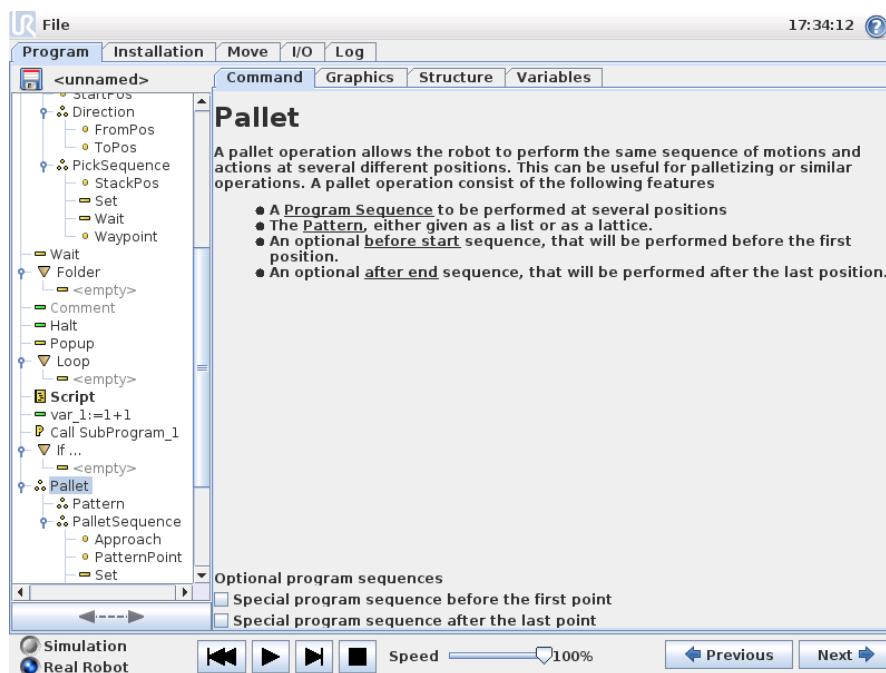 UR File 17:34:12 ?
Program Installation Move I/O Log
<unnamed>
Command Graphics Structure Variables
StartPos
Direction
FromPos
ToPos
PickSequence
StackPos
Set
Wait
Waypoint
Wait
Folder
<empty>
Comment
Halt
Popup
Loop
<empty>
Script
var_1:=1+1
P Call SubProgram_1
If ...
<empty>
Pallet
Pattern
PalletSequence
Approach
PatternPoint
Set
Pallet
A pallet operation allows the robot to perform the same sequence of motions and
actions at several different positions. This can be useful for palletizing or similar
operations. A pallet operation consist of the following features
● A Program Sequence to be performed at several positions
● The Pattern, either given as a list or as a lattice.
● An optional before start sequence, that will be performed before the first
position.
● An optional after end sequence, that will be performed after the last position.
Optional program sequences
Special program sequence before the first point
Special program sequence after the last point
Simulation
Real Robot
Speed 100%
Previous Next